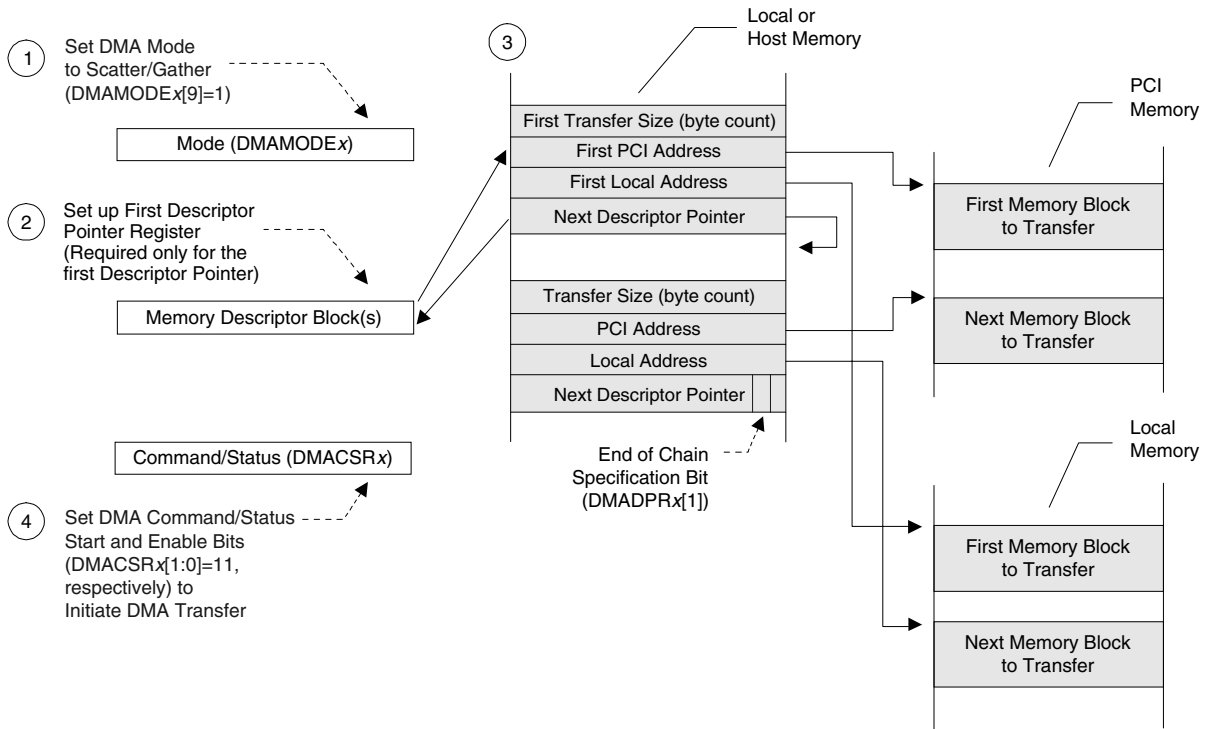 1
Set DMA Mode
to Scatter/Gather
(DMAMODEx[9]=1)
Mode (DMAMODEx)
2
Set up First Descriptor
Pointer Register
(Required only for the
first Descriptor Pointer)
Memory Descriptor Block(s)
Command/Status (DMACSRx)
4
Set DMA Command/Status
Start and Enable Bits
(DMACSRx[1:0]=11,
respectively) to
Initiate DMA Transfer
3
Local or
Host Memory
First Transfer Size (byte count)
First PCI Address
First Local Address
Next Descriptor Pointer
Transfer Size (byte count)
PCI Address
Local Address
Next Descriptor Pointer
End of Chain
Specification Bit
(DMADPRx[1])
PCI
Memory
First Memory Block
to Transfer
Next Memory Block
to Transfer
Local
Memory
First Memory Block
to Transfer
Next Memory Block
to Transfer